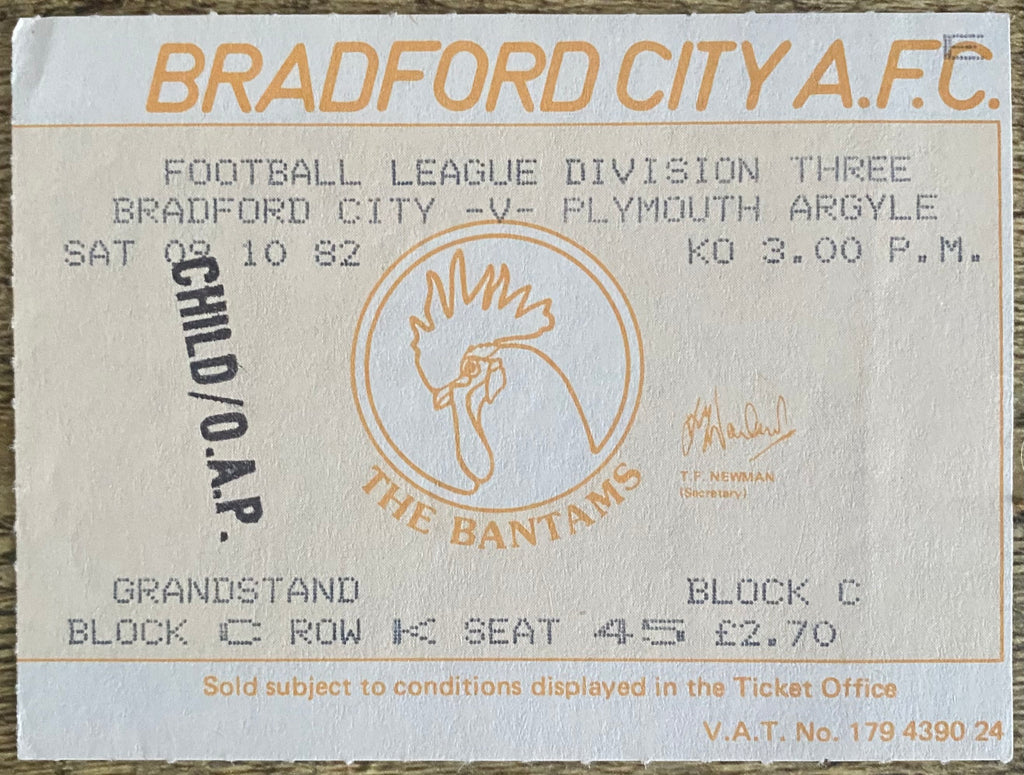 BRADFORD CITY A.F.C.
FOOTBALL LEAGUE DIVISION THREE
BRADFORD CITY -V- PLYMOUTH ARGYLE
SAT 09 10 82 KO 3.00 P.M.
CHILD/O.A.P.
T.F. NEWMAN
(Secretary)
THE BANTAMS
GRANDSTAND BLOCK C
BLOCK C ROW K SEAT 45 £2.70
Sold subject to conditions displayed in the Ticket Office
V.A.T. No. 179 4390 24